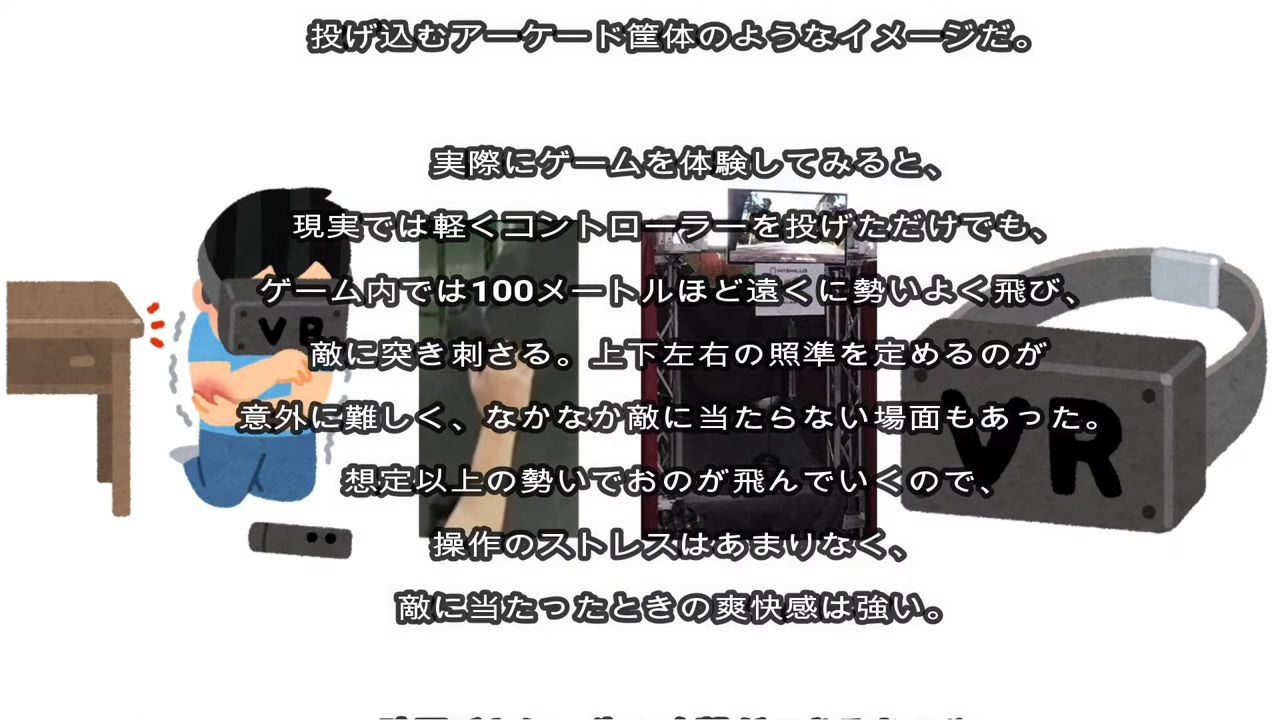 投げ込むアーケード筐体のようなイメージだ。
実際にゲームを体験してみると、
現実では軽くコントローラーを投げただけでも、
ゲーム内では100メートルほど遠くに勢いよく飛び、
敵に突き刺さる。上下左右の照準を定めるのが
意外に難しく、なかなか敵に当たらない場面もあった。
想定以上の勢いでおのが飛んでいくので、
操作のストレスはあまりなく、
敵に当たったときの爽快感は強い。
VR
HASHILUS
VR